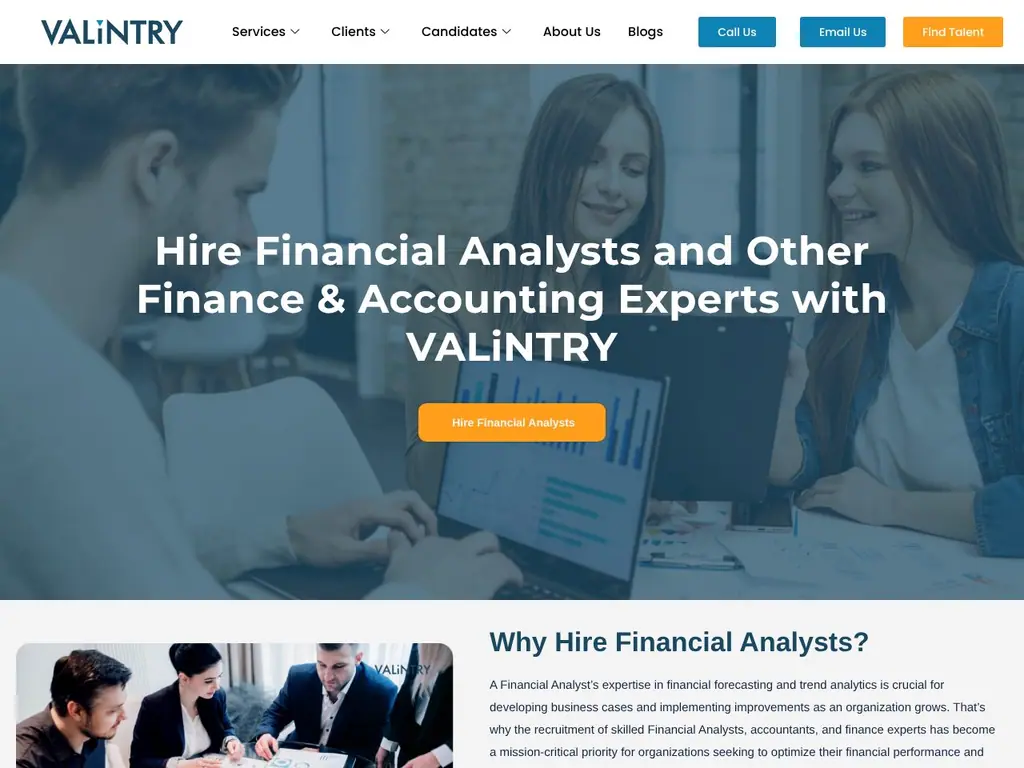 VALiNTRY
Services
Clients
Candidates
About Us
Blogs
Call Us
Email Us
Find Talent
Hire Financial Analysts and Other
Finance & Accounting Experts with
VALiNTRY
Hire Financial Analysts
Why Hire Financial Analysts?
VALiNTRY
A Financial Analyst’s expertise in financial forecasting and trend analytics is crucial for
developing business cases and implementing improvements as an organization grows. That’s
why the recruitment of skilled Financial Analysts, accountants, and finance experts has become
a mission-critical priority for organizations seeking to optimize their financial performance and